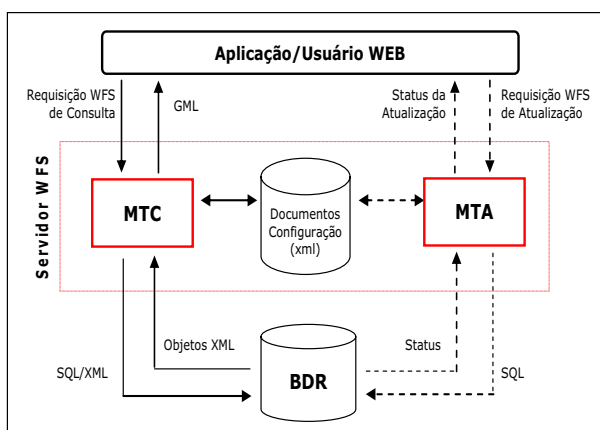 Aplicação/Usuário WEB
Requisição WFS
de Consulta
GML
Status da
Atualização
Requisição WFS
de Atualização
Servidor WFS
MTC
Documentos
Configuração
(xml)
MTA
Objetos XML
Status
SQL/XML
BDR
SQL